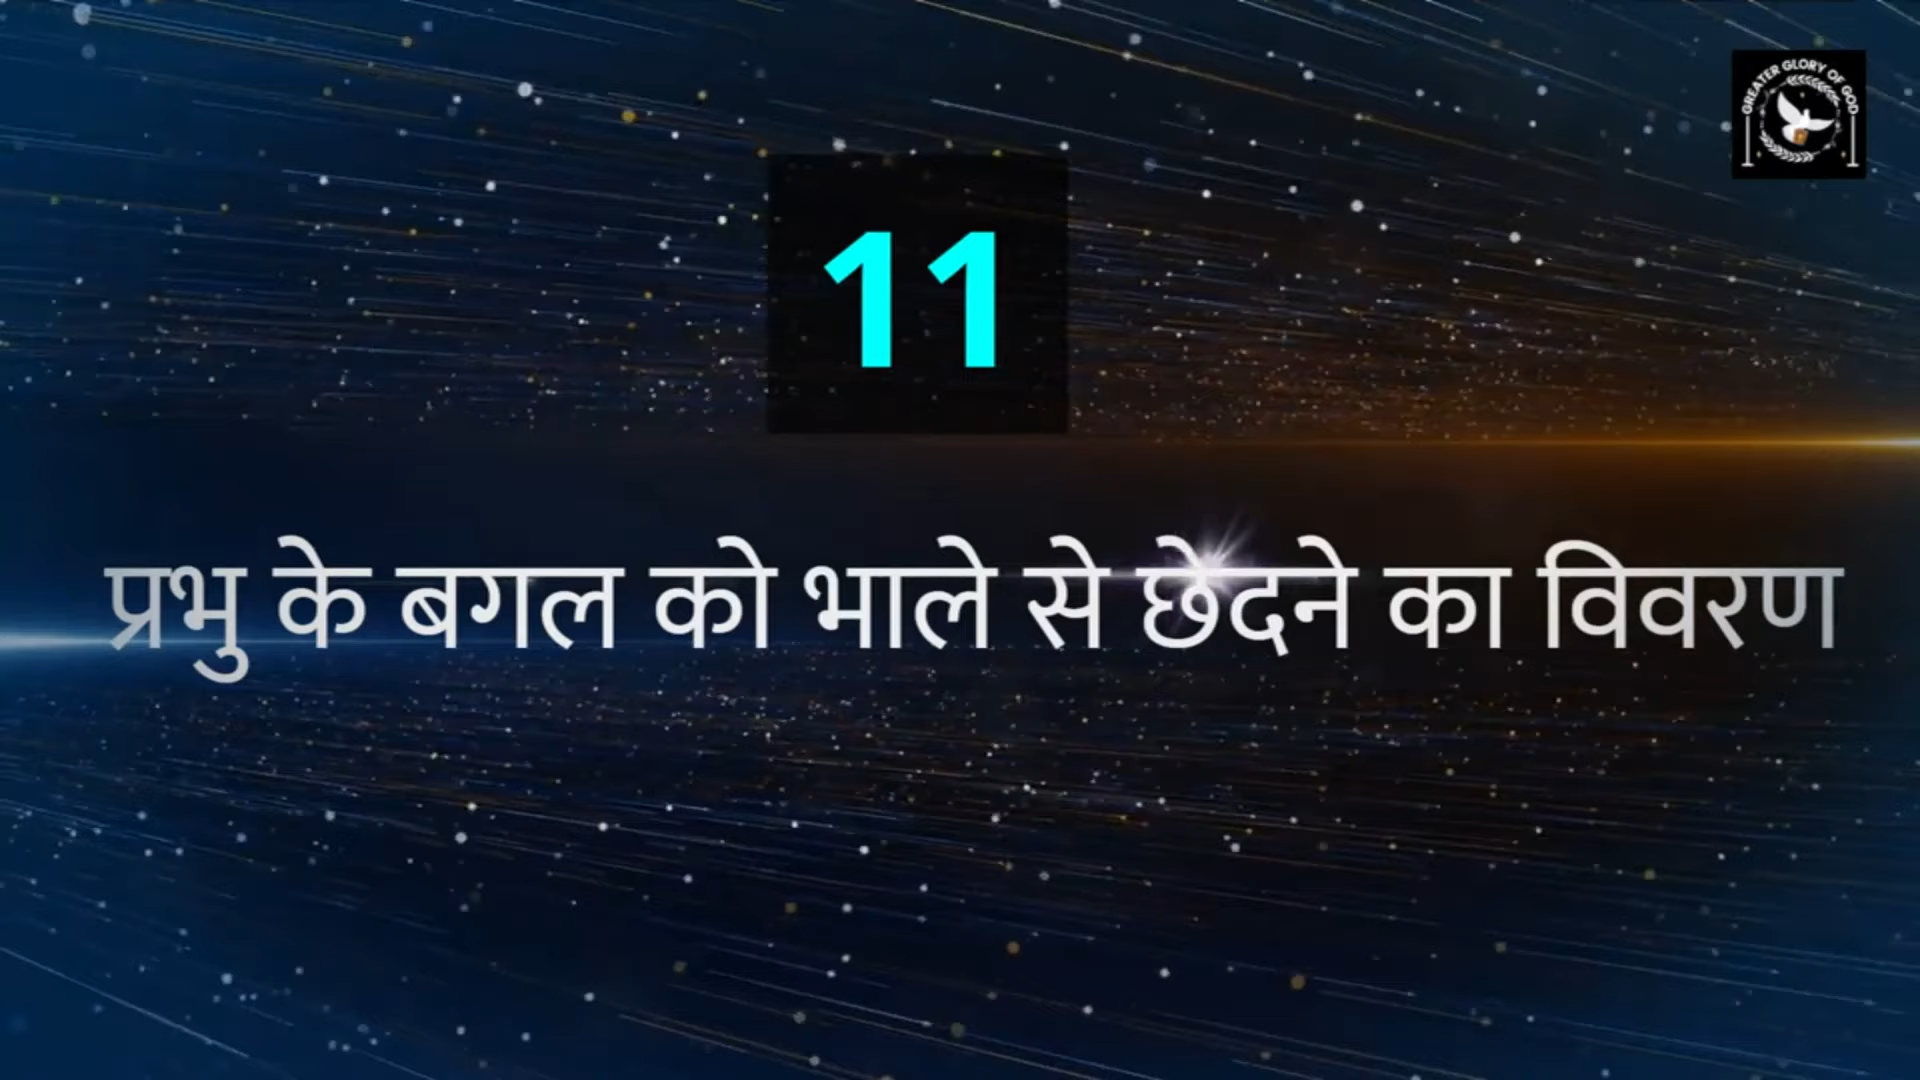 GREATER GLORY OF GOD
11
प्रभु के बगल को भाले से छेदने का विवरण